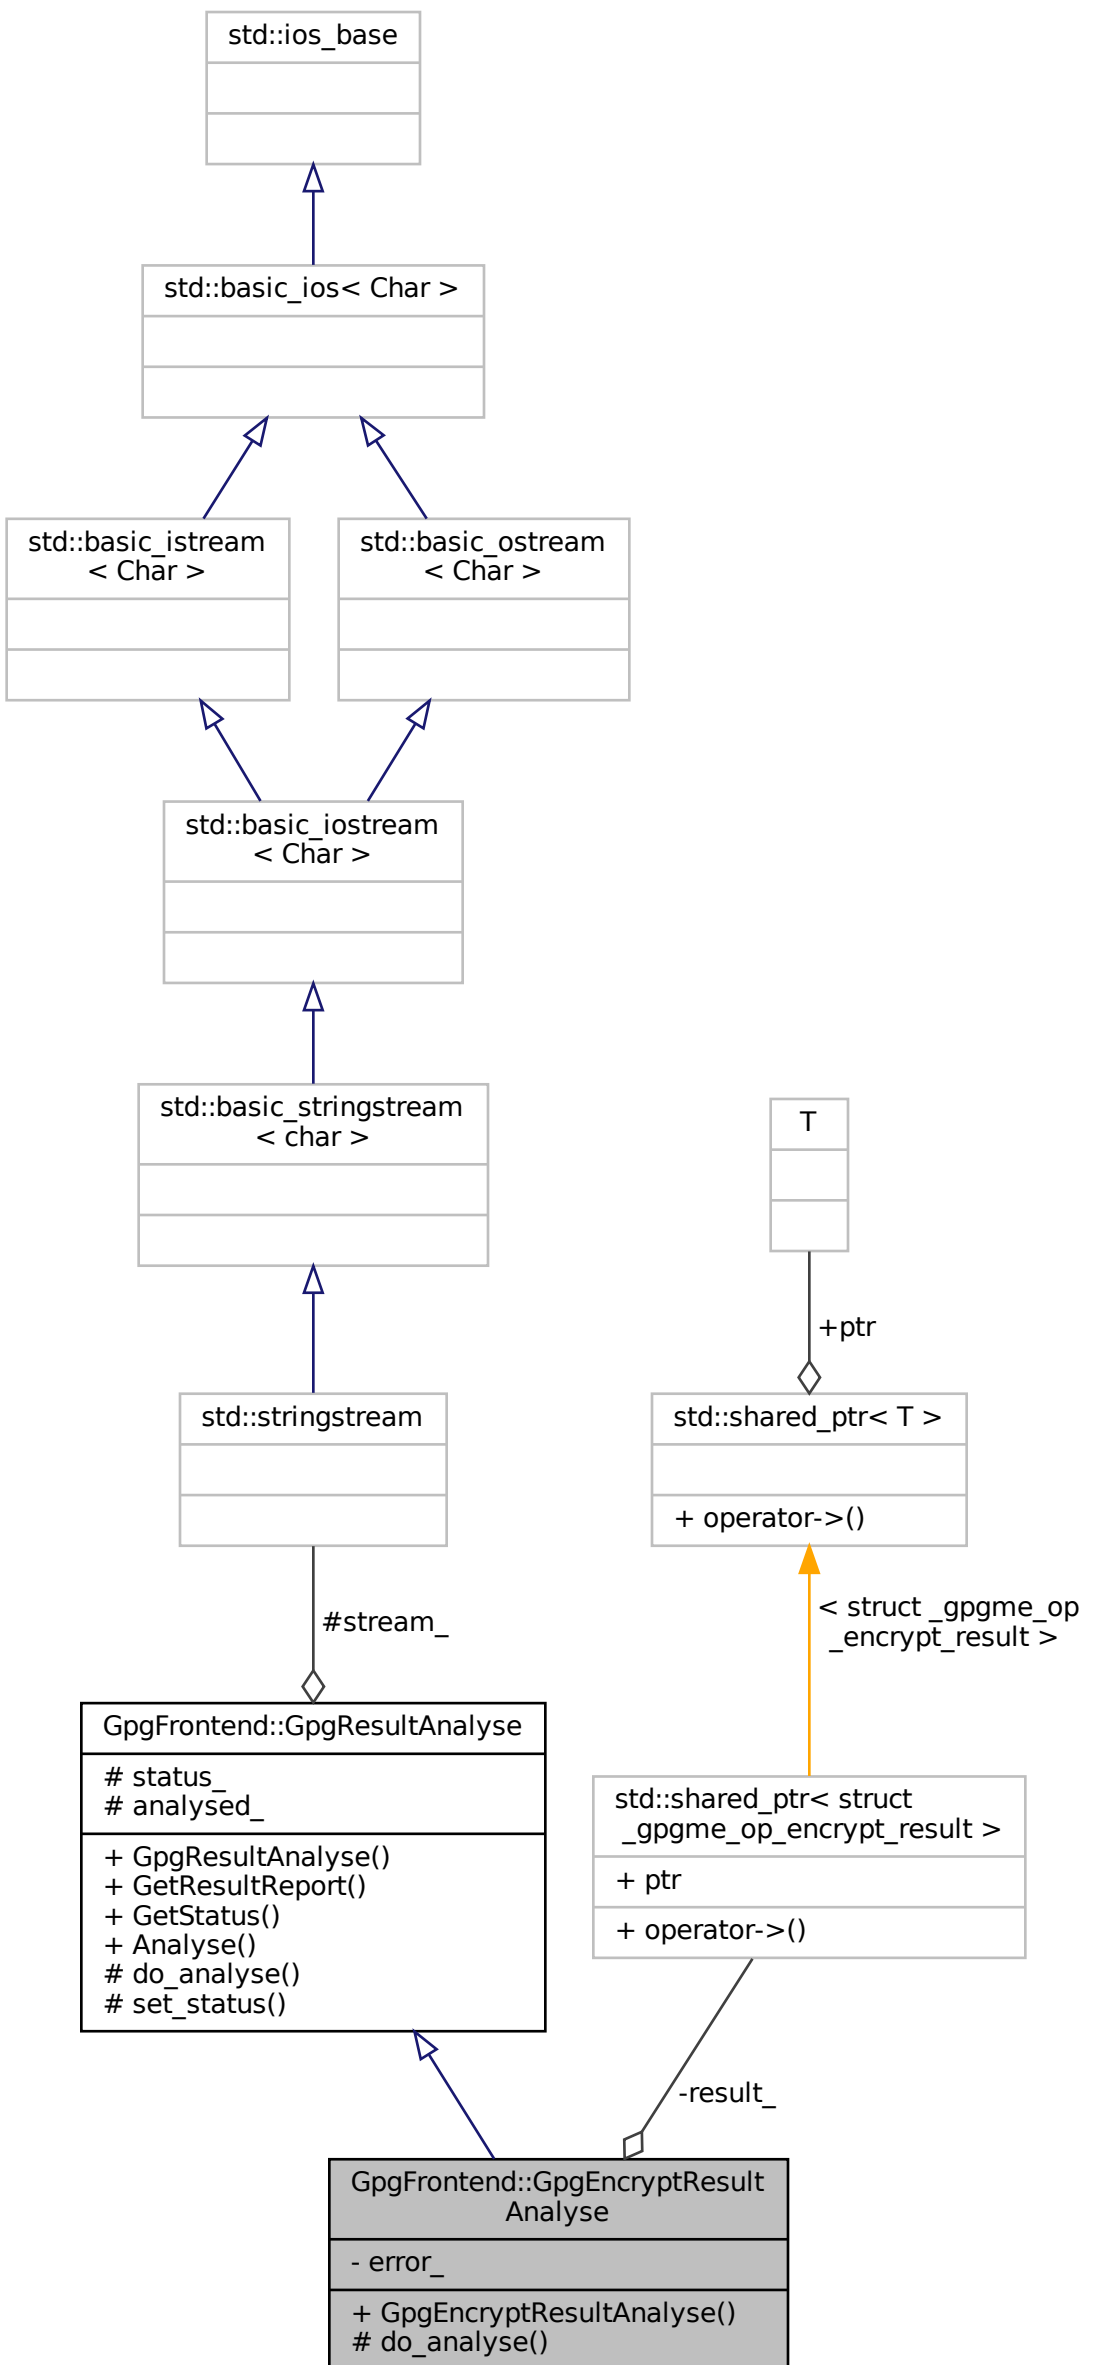 std::ios_base
std::basic_ios< Char >
std::basic_istream
< Char >
std::basic_ostream
< Char >
std::basic_iostream
< Char >
std::basic_stringstream
< char >
T
+ptr
std::stringstream
std::shared_ptr< T >
+ operator->()
#stream_
< struct _gpgme_op
_encrypt_result >
GpgFrontend::GpgResultAnalyse
# status_
# analysed_
+ GpgResultAnalyse()
+ GetResultReport()
+ GetStatus()
+ Analyse()
# do_analyse()
# set_status()
std::shared_ptr< struct
_gpgme_op_encrypt_result >
+ ptr
+ operator->()
-result_
GpgFrontend::GpgEncryptResult
Analyse
- error_
+ GpgEncryptResultAnalyse()
# do_analyse()